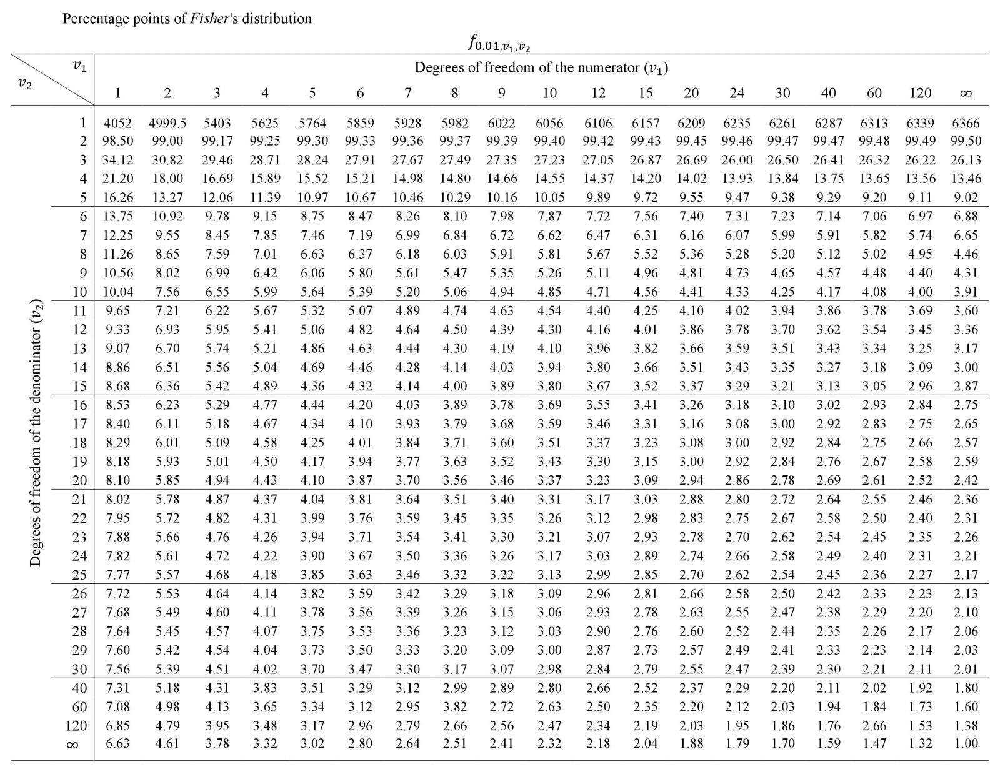 Percentage points of Fisher's distribution
f0.01,v1,v2
v1 Degrees of freedom of the numerator (v1)
v2
1 2 3 4 5 6 7 8 9 10 12 15 20 24 30 40 60 120 ∞
Degrees of freedom of the denominator (v2)
1 4052 4999.5 5403 5625 5764 5859 5928 5982 6022 6056 6106 6157 6209 6235 6261 6287 6313 6339 6366
2 98.50 99.00 99.17 99.25 99.30 99.33 99.36 99.37 99.39 99.40 99.42 99.43 99.45 99.46 99.47 99.47 99.48 99.49 99.50
3 34.12 30.82 29.46 28.71 28.24 27.91 27.67 27.49 27.35 27.23 27.05 26.87 26.69 26.00 26.50 26.41 26.32 26.22 26.13
4 21.20 18.00 16.69 15.89 15.52 15.21 14.98 14.80 14.66 14.55 14.37 14.20 14.02 13.93 13.84 13.75 13.65 13.56 13.46
5 16.26 13.27 12.06 11.39 10.97 10.67 10.46 10.29 10.16 10.05 9.89 9.72 9.55 9.47 9.38 9.29 9.20 9.11 9.02
6 13.75 10.92 9.78 9.15 8.75 8.47 8.26 8.10 7.98 7.87 7.72 7.56 7.40 7.31 7.23 7.14 7.06 6.97 6.88
7 12.25 9.55 8.45 7.85 7.46 7.19 6.99 6.84 6.72 6.62 6.47 6.31 6.16 6.07 5.99 5.91 5.82 5.74 6.65
8 11.26 8.65 7.59 7.01 6.63 6.37 6.18 6.03 5.91 5.81 5.67 5.52 5.36 5.28 5.20 5.12 5.02 4.95 4.46
9 10.56 8.02 6.99 6.42 6.06 5.80 5.61 5.47 5.35 5.26 5.11 4.96 4.81 4.73 4.65 4.57 4.48 4.40 4.31
10 10.04 7.56 6.55 5.99 5.64 5.39 5.20 5.06 4.94 4.85 4.71 4.56 4.41 4.33 4.25 4.17 4.08 4.00 3.91
11 9.65 7.21 6.22 5.67 5.32 5.07 4.89 4.74 4.63 4.54 4.40 4.25 4.10 4.02 3.94 3.86 3.78 3.69 3.60
12 9.33 6.93 5.95 5.41 5.06 4.82 4.64 4.50 4.39 4.30 4.16 4.01 3.86 3.78 3.70 3.62 3.54 3.45 3.36
13 9.07 6.70 5.74 5.21 4.86 4.63 4.44 4.30 4.19 4.10 3.96 3.82 3.66 3.59 3.51 3.43 3.34 3.25 3.17
14 8.86 6.51 5.56 5.04 4.69 4.46 4.28 4.14 4.03 3.94 3.80 3.66 3.51 3.43 3.35 3.27 3.18 3.09 3.00
15 8.68 6.36 5.42 4.89 4.36 4.32 4.14 4.00 3.89 3.80 3.67 3.52 3.37 3.29 3.21 3.13 3.05 2.96 2.87
16 8.53 6.23 5.29 4.77 4.44 4.20 4.03 3.89 3.78 3.69 3.55 3.41 3.26 3.18 3.10 3.02 2.93 2.84 2.75
17 8.40 6.11 5.18 4.67 4.34 4.10 3.93 3.79 3.68 3.59 3.46 3.31 3.16 3.08 3.00 2.92 2.83 2.75 2.65
18 8.29 6.01 5.09 4.58 4.25 4.01 3.84 3.71 3.60 3.51 3.37 3.23 3.08 3.00 2.92 2.84 2.75 2.66 2.57
19 8.18 5.93 5.01 4.50 4.17 3.94 3.77 3.63 3.52 3.43 3.30 3.15 3.00 2.92 2.84 2.76 2.67 2.58 2.59
20 8.10 5.85 4.94 4.43 4.10 3.87 3.70 3.56 3.46 3.37 3.23 3.09 2.94 2.86 2.78 2.69 2.61 2.52 2.42
21 8.02 5.78 4.87 4.37 4.04 3.81 3.64 3.51 3.40 3.31 3.17 3.03 2.88 2.80 2.72 2.64 2.55 2.46 2.36
22 7.95 5.72 4.82 4.31 3.99 3.76 3.59 3.45 3.35 3.26 3.12 2.98 2.83 2.75 2.67 2.58 2.50 2.40 2.31
23 7.88 5.66 4.76 4.26 3.94 3.71 3.54 3.41 3.30 3.21 3.07 2.93 2.78 2.70 2.62 2.54 2.45 2.35 2.26
24 7.82 5.61 4.72 4.22 3.90 3.67 3.50 3.36 3.26 3.17 3.03 2.89 2.74 2.66 2.58 2.49 2.40 2.31 2.21
25 7.77 5.57 4.68 4.18 3.85 3.63 3.46 3.32 3.22 3.13 2.99 2.85 2.70 2.62 2.54 2.45 2.36 2.27 2.17
26 7.72 5.53 4.64 4.14 3.82 3.59 3.42 3.29 3.18 3.09 2.96 2.81 2.66 2.58 2.50 2.42 2.33 2.23 2.13
27 7.68 5.49 4.60 4.11 3.78 3.56 3.39 3.26 3.15 3.06 2.93 2.78 2.63 2.55 2.47 2.38 2.29 2.20 2.10
28 7.64 5.45 4.57 4.07 3.75 3.53 3.36 3.23 3.12 3.03 2.90 2.76 2.60 2.52 2.44 2.35 2.26 2.17 2.06
29 7.60 5.42 4.54 4.04 3.73 3.50 3.33 3.20 3.09 3.00 2.87 2.73 2.57 2.49 2.41 2.33 2.23 2.14 2.03
30 7.56 5.39 4.51 4.02 3.70 3.47 3.30 3.17 3.07 2.98 2.84 2.79 2.55 2.47 2.39 2.30 2.21 2.11 2.01
40 7.31 5.18 4.31 3.83 3.51 3.29 3.12 2.99 2.89 2.80 2.66 2.52 2.37 2.29 2.20 2.11 2.02 1.92 1.80
60 7.08 4.98 4.13 3.65 3.34 3.12 2.95 3.82 2.72 2.63 2.50 2.35 2.20 2.12 2.03 1.94 1.84 1.73 1.60
120 6.85 4.79 3.95 3.48 3.17 2.96 2.79 2.66 2.56 2.47 2.34 2.19 2.03 1.95 1.86 1.76 2.66 1.53 1.38
∞ 6.63 4.61 3.78 3.32 3.02 2.80 2.64 2.51 2.41 2.32 2.18 2.04 1.88 1.79 1.70 1.59 1.47 1.32 1.00